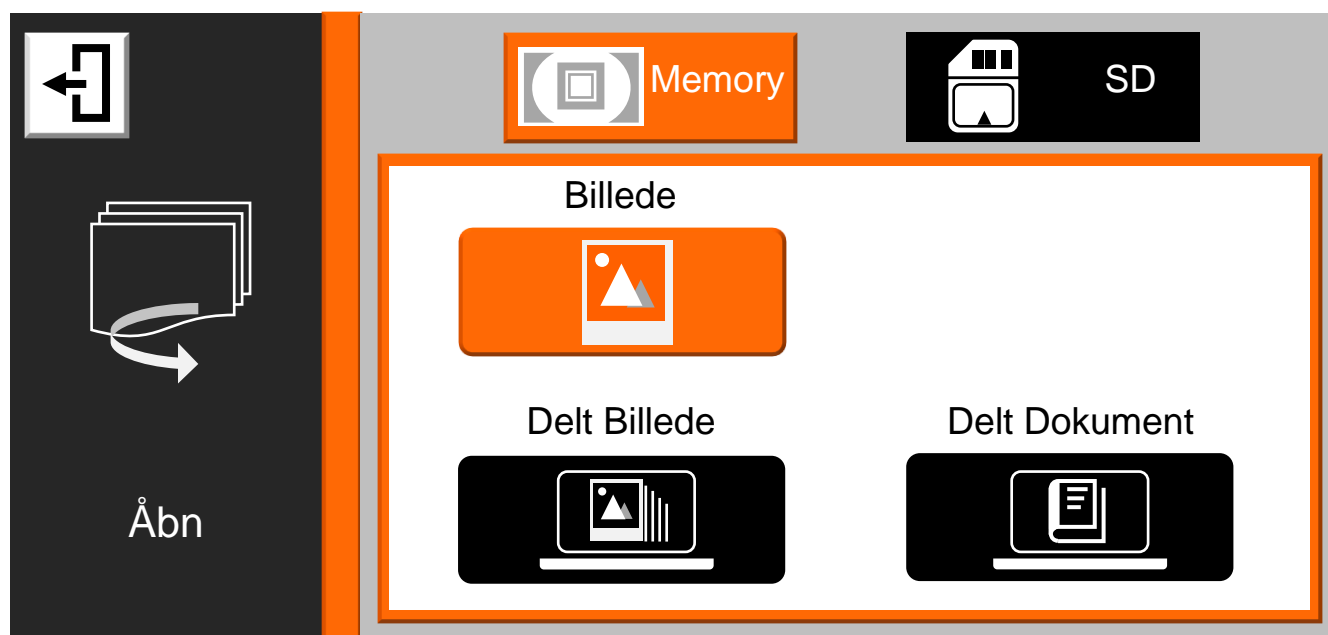 Memory
SD
Billede
Delt Billede
Delt Dokument
Åbn